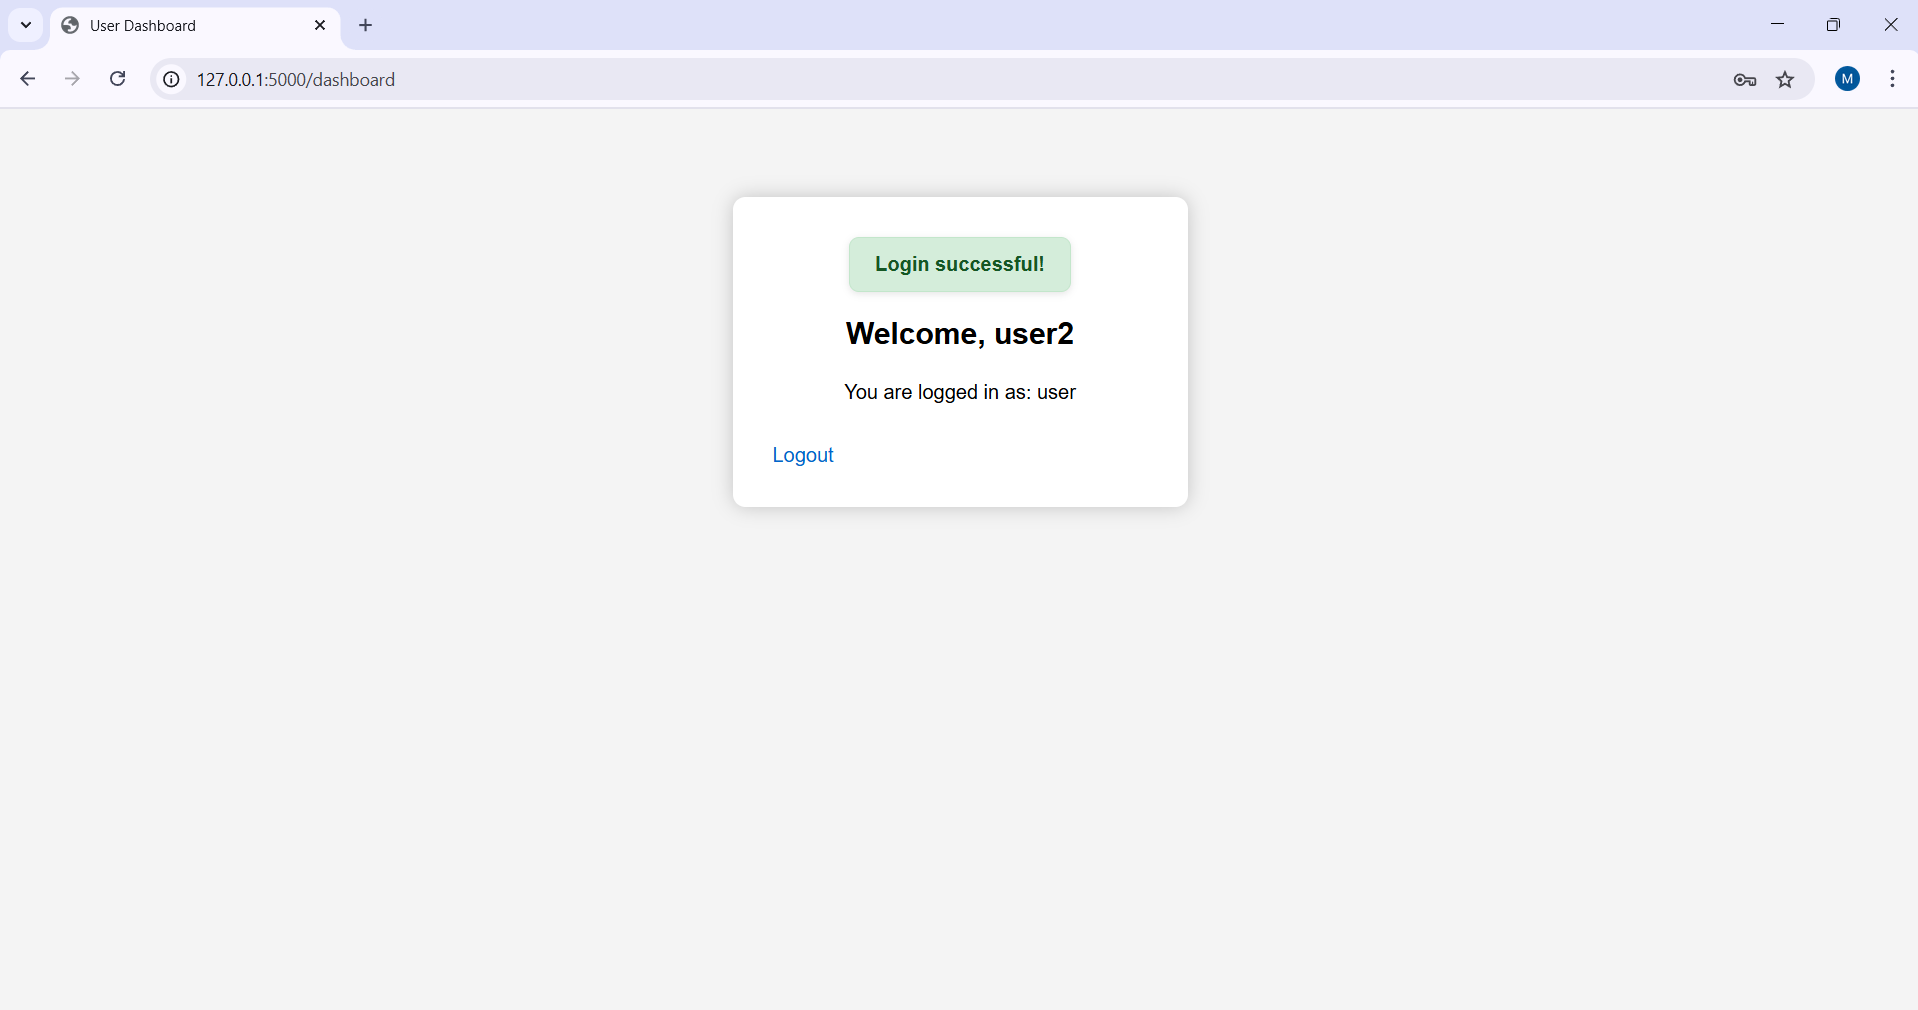 User Dashboard
127.0.0.1:5000/dashboard
M
Login successful!
Welcome, user2
You are logged in as: user
Logout